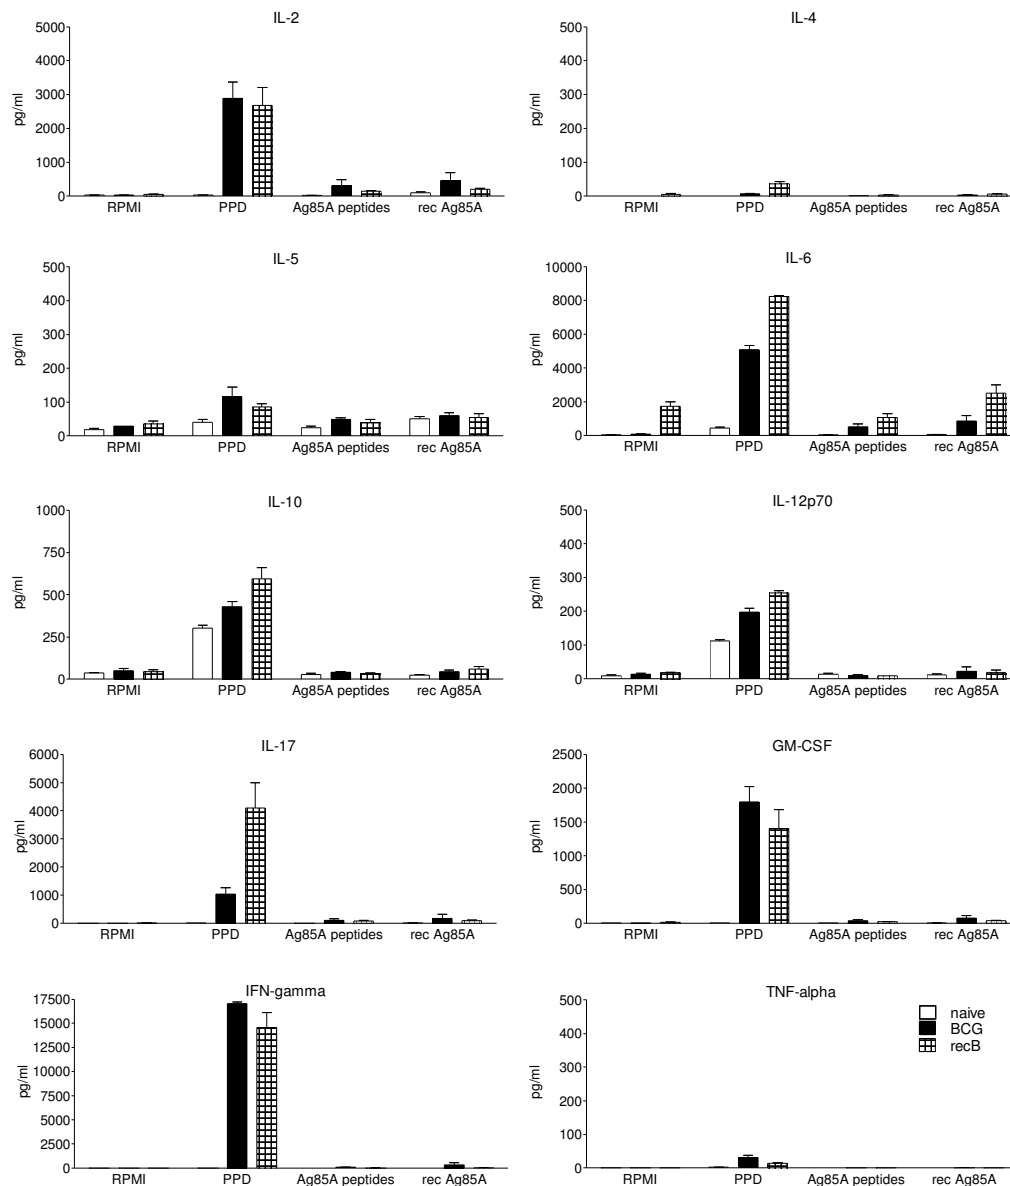 IL-2
5000
4000
3000
2000
1000
0
pg/ml
RPMI PPD Ag85A peptides rec Ag85A
IL-4
500
400
300
200
100
0
pg/ml
RPMI PPD Ag85A peptides rec Ag85A
IL-5
500
400
300
200
100
0
pg/ml
RPMI PPD Ag85A peptides rec Ag85A
IL-6
10000
8000
6000
4000
2000
0
pg/ml
RPMI PPD Ag85A peptides rec Ag85A
IL-10
1000
750
500
250
0
pg/ml
RPMI PPD Ag85A peptides rec Ag85A
IL-12p70
500
400
300
200
100
0
pg/ml
RPMI PPD Ag85A peptides rec Ag85A
IL-17
6000
5000
4000
3000
2000
1000
0
pg/ml
RPMI PPD Ag85A peptides rec Ag85A
GM-CSF
2500
2000
1500
1000
500
0
pg/ml
RPMI PPD Ag85A peptides rec Ag85A
IFN-gamma
17500
15000
12500
10000
7500
5000
2500
0
pg/ml
RPMI PPD Ag85A peptides rec Ag85A
TNF-alpha
500
400
300
200
100
0
pg/ml
RPMI PPD Ag85A peptides rec Ag85A
naive
BCG
recB